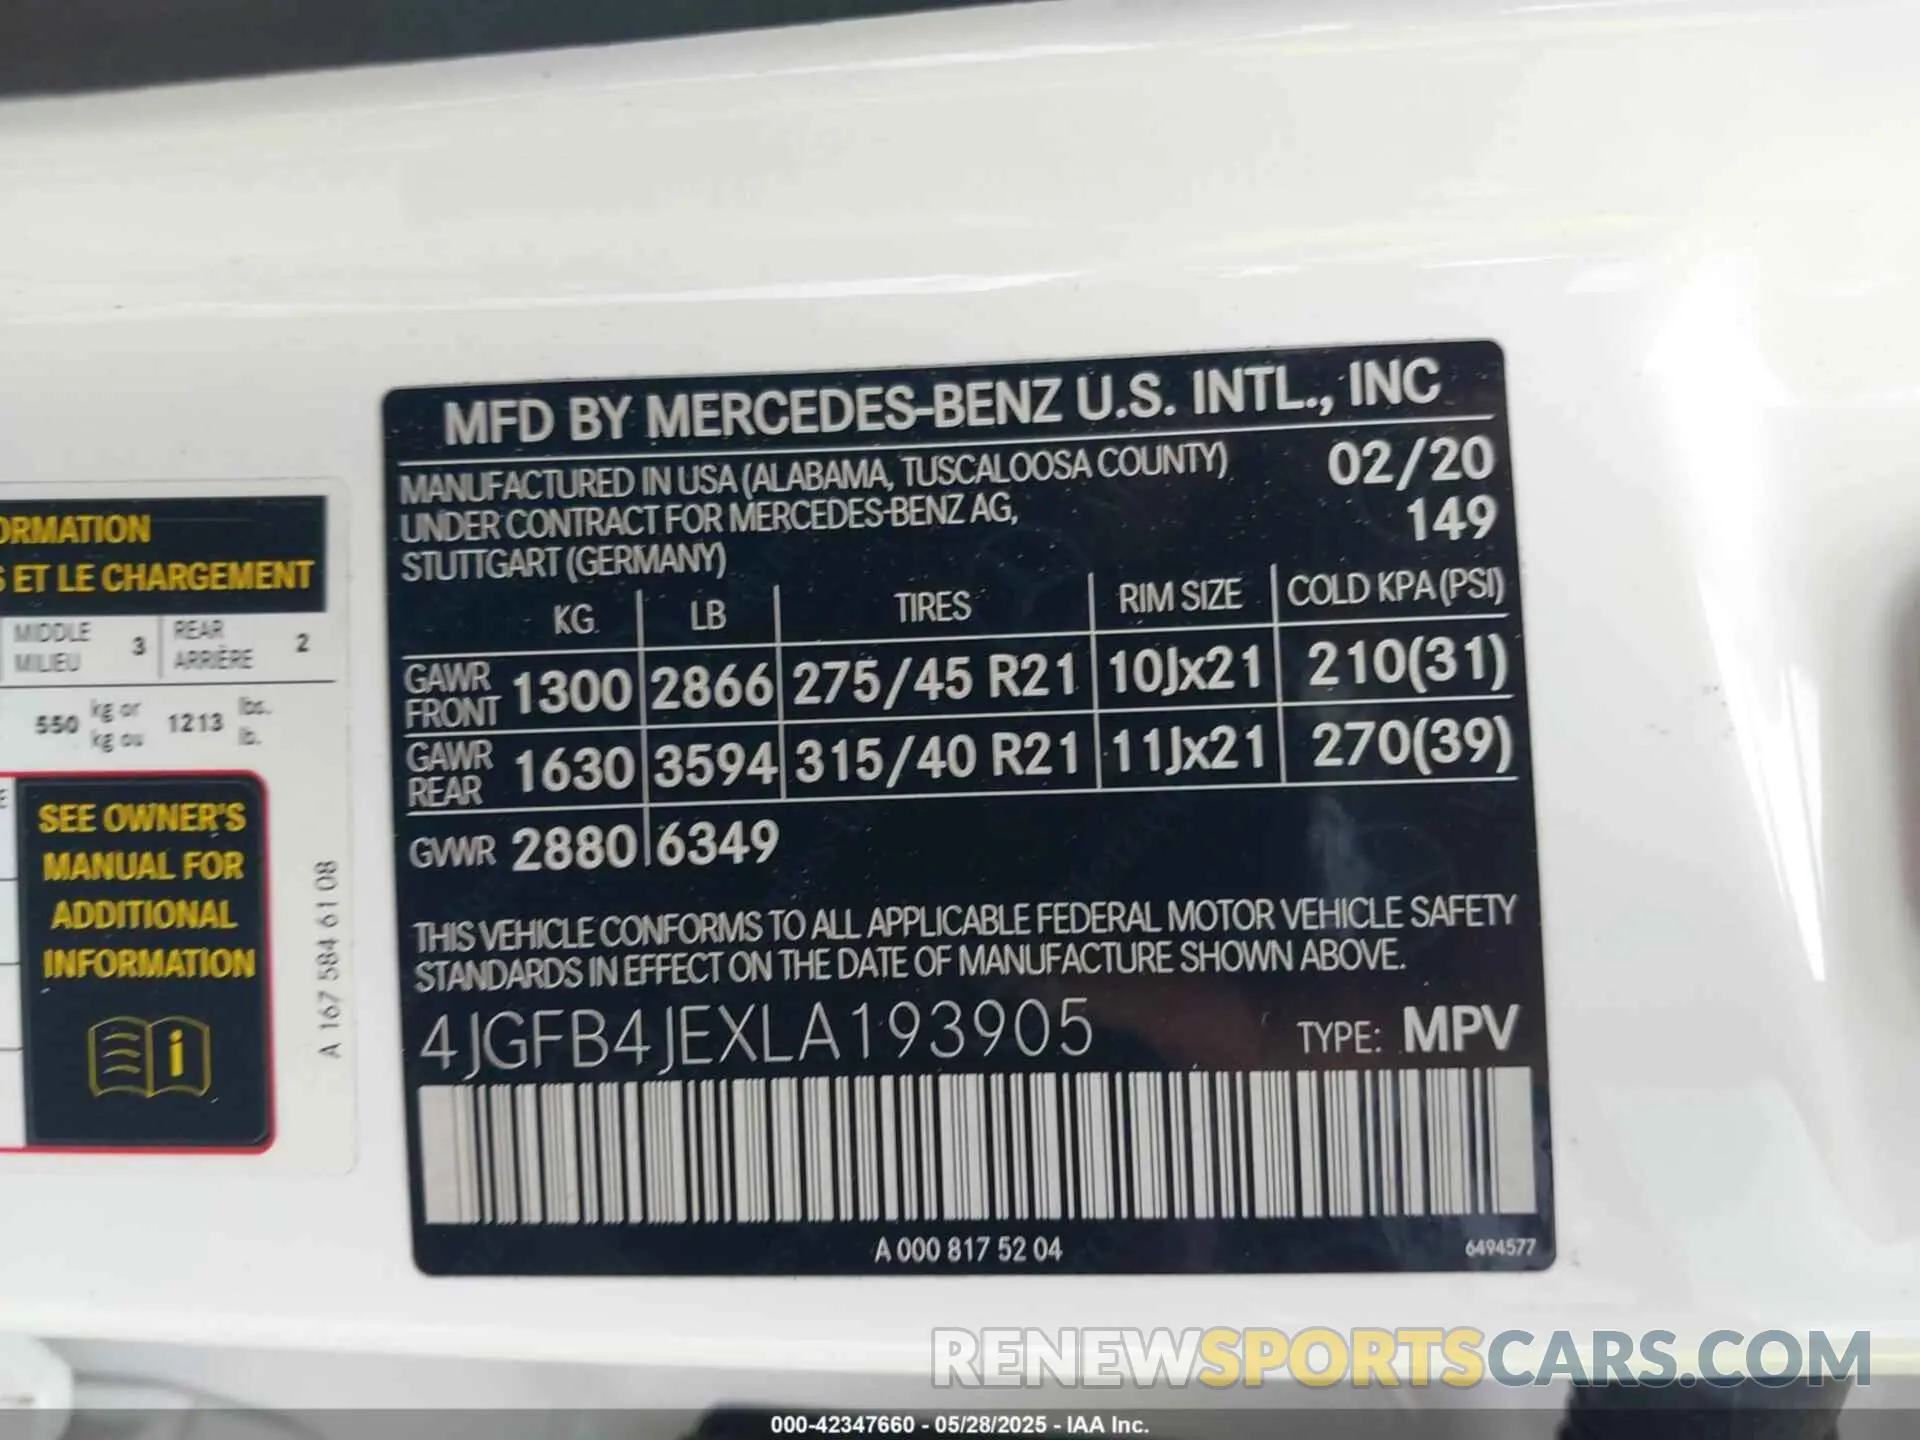 ORMATION
S ET LE CHARGEMENT
MIDDLE
MILIEU 3 REAR
ARRIÈRE 2
550 kg or
kg ou 1213 lbs.
lb.
E
SEE OWNER'S
MANUAL FOR
ADDITIONAL
INFORMATION
A 167 584 61 08
MFD BY MERCEDES-BENZ U.S. INTL., INC
MANUFACTURED IN USA (ALABAMA, TUSCALOOSA COUNTY) 02/20
UNDER CONTRACT FOR MERCEDES-BENZ AG, 149
STUTTGART (GERMANY)
KG LB TIRES RIM SIZE COLD KPA (PSI)
GAWR
FRONT 1300 2866 275/45 R21 10Jx21 210(31)
GAWR
REAR 1630 3594 315/40 R21 11Jx21 270(39)
GVWR 2880 6349
THIS VEHICLE CONFORMS TO ALL APPLICABLE FEDERAL MOTOR VEHICLE SAFETY
STANDARDS IN EFFECT ON THE DATE OF MANUFACTURE SHOWN ABOVE.
4JGFB4JEXLA193905 TYPE: MPV
A 000 817 52 04 6494577
RENEWSPORTSCARS.COM
000-42347660 - 05/28/2025 - IAA Inc.